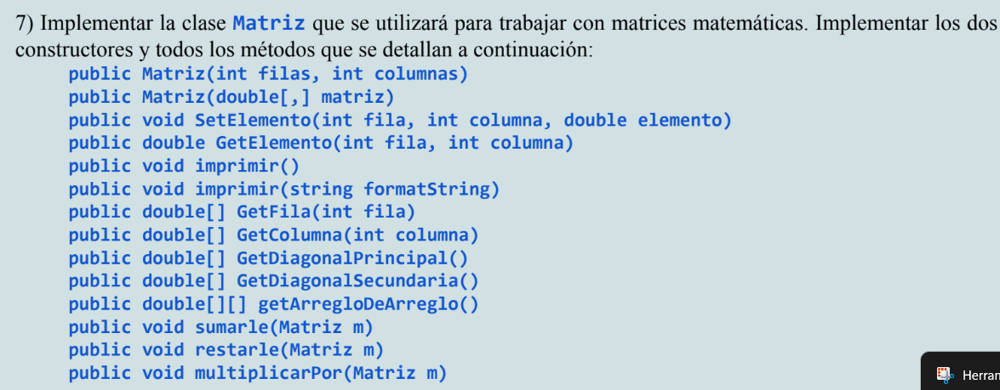 7) Implementar la clase Matriz que se utilizará para trabajar con matrices matemáticas. Implementar los dos
constructores y todos los métodos que se detallan a continuación:
public Matriz(int filas, int columnas)
public Matriz(double[,] matriz)
public void SetElemento(int fila, int columna, double elemento)
public double GetElemento(int fila, int columna)
public void imprimir()
public void imprimir(string formatString)
public double[] GetFila(int fila)
public double[] GetColumna(int columna)
public double[] GetDiagonalPrincipal()
public double[] GetDiagonalSecundaria()
public double[][] getArregloDeArreglo()
public void sumarle(Matriz m)
public void restarle(Matriz m)
public void multiplicarPor(Matriz m)
Herran